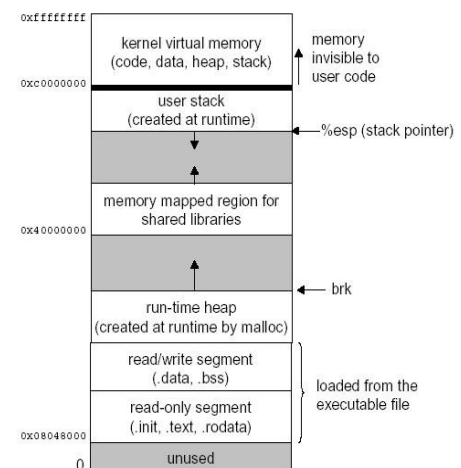 0xffffffff
kernel virtual memory
(code, data, heap, stack)
memory
invisible to
user code
0xc0000000
user stack
(created at runtime)
%esp (stack pointer)
memory mapped region for
shared libraries
0x40000000
brk
run-time heap
(created at runtime by malloc)
read/write segment
(.data, .bss)
loaded from the
executable file
read-only segment
(.init, .text, .rodata)
0x08048000
unused
0